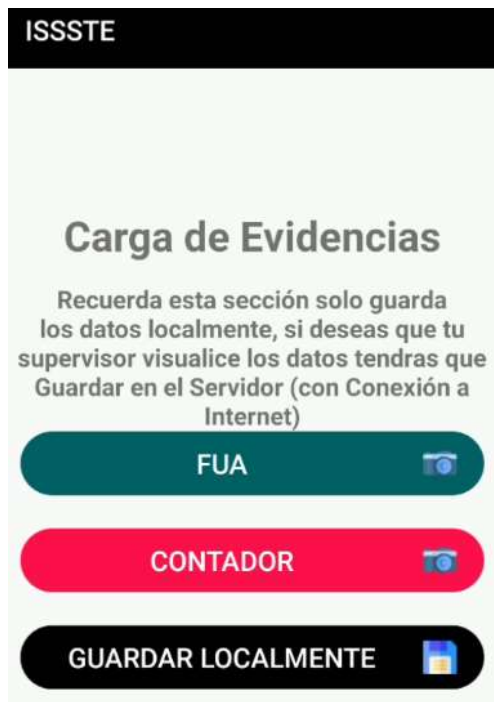 ISSSTE
Carga de Evidencias
Recuerda esta sección solo guarda
los datos localmente, si deseas que tu
supervisor visualice los datos tendras que
Guardar en el Servidor (con Conexión a
Internet)
FUA
CONTADOR
GUARDAR LOCALMENTE